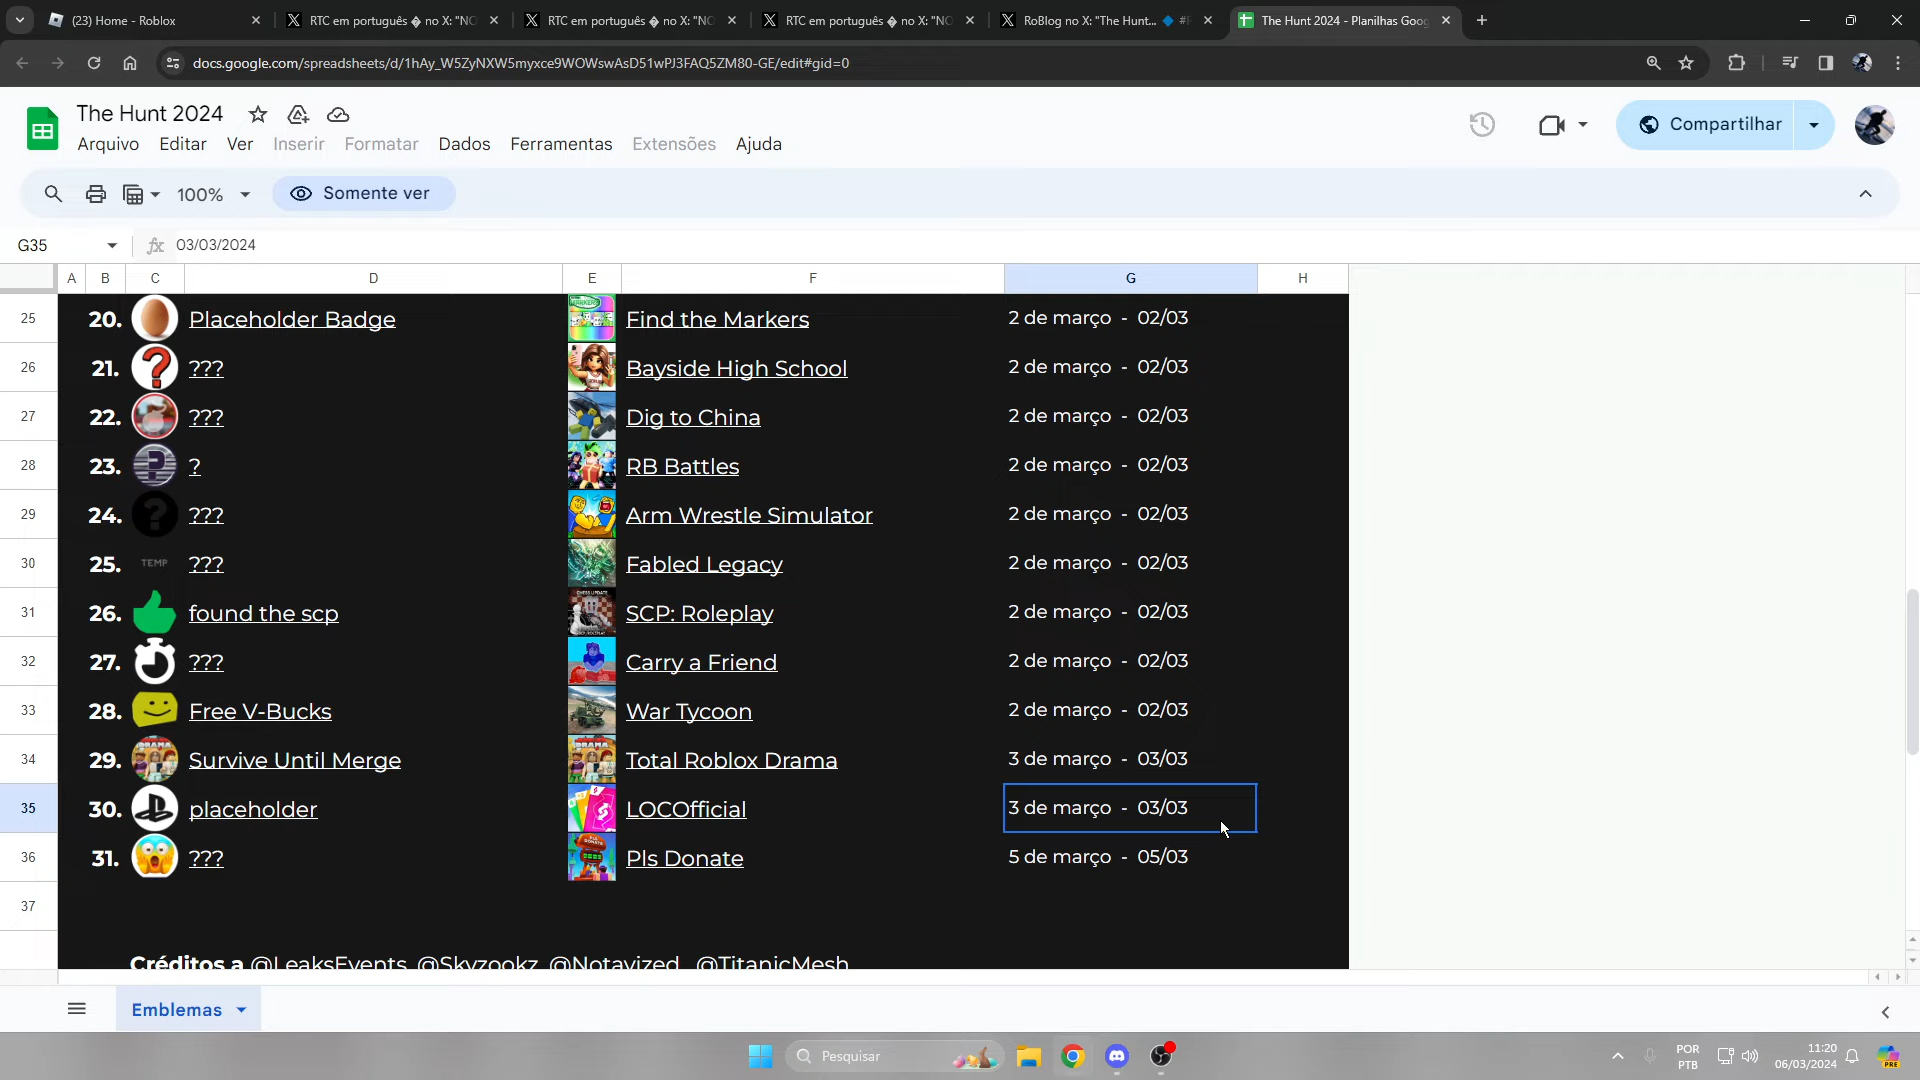 (23) Home - Roblox
RTC em português � no X: "NO
RTC em português � no X: "NO
RTC em português � no X: "NO
RoBlog no X: "The Hunt... 🔷 #
The Hunt 2024 - Planilhas Goog
docs.google.com/spreadsheets/d/1hAy_W5ZyNXW5myxce9WOWswAsD51wPJ3FAQ5ZM80-GE/edit#gid=0
The Hunt 2024
Arquivo Editar Ver Inserir Formatar Dados Ferramentas Extensões Ajuda
Compartilhar
100% Somente ver
G35 fx 03/03/2024
A B C D E F G H
25 20. Placeholder Badge Find the Markers 2 de março - 02/03
26 21. ??? Bayside High School 2 de março - 02/03
27 22. ??? Dig to China 2 de março - 02/03
28 23. ? RB Battles 2 de março - 02/03
29 24. ??? Arm Wrestle Simulator 2 de março - 02/03
30 25. TEMP ??? Fabled Legacy 2 de março - 02/03
31 26. found the scp SCP: Roleplay 2 de março - 02/03
32 27. ??? Carry a Friend 2 de março - 02/03
33 28. Free V-Bucks War Tycoon 2 de março - 02/03
34 29. Survive Until Merge Total Roblox Drama 3 de março - 03/03
35 30. placeholder LOCOfficial 3 de março - 03/03
36 31. ??? Pls Donate 5 de março - 05/03
37
Créditos a @LeaksEvents @Skyzookz @Notavized @TitanicMesh
Emblemas
Pesquisar
POR
PTB
11:20
06/03/2024
PRE